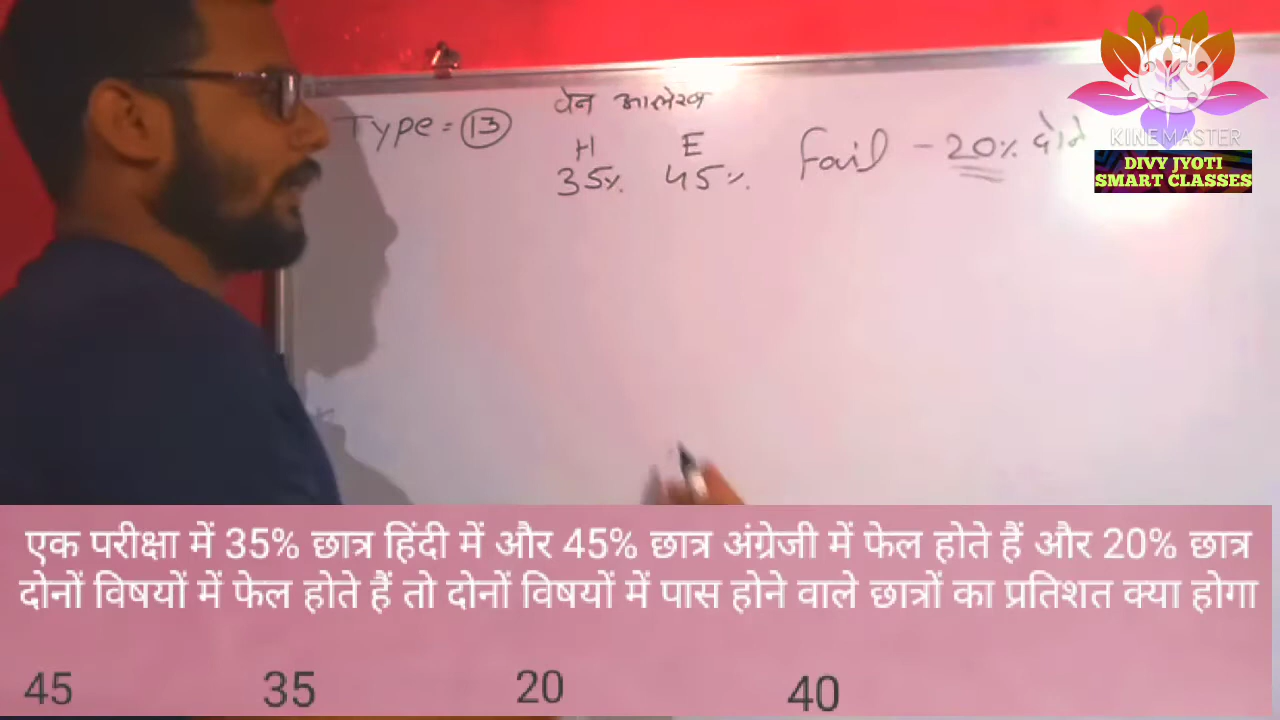 वेन आलेख
Type = 13
H E Fail - 20% दोनो
35% 45%
KINEMASTER
DIVY JYOTI
SMART CLASSES
एक परीक्षा में 35% छात्र हिंदी में और 45% छात्र अंग्रेजी में फेल होते हैं और 20% छात्र
दोनों विषयों में फेल होते हैं तो दोनों विषयों में पास होने वाले छात्रों का प्रतिशत क्या होगा
45 35 20 40